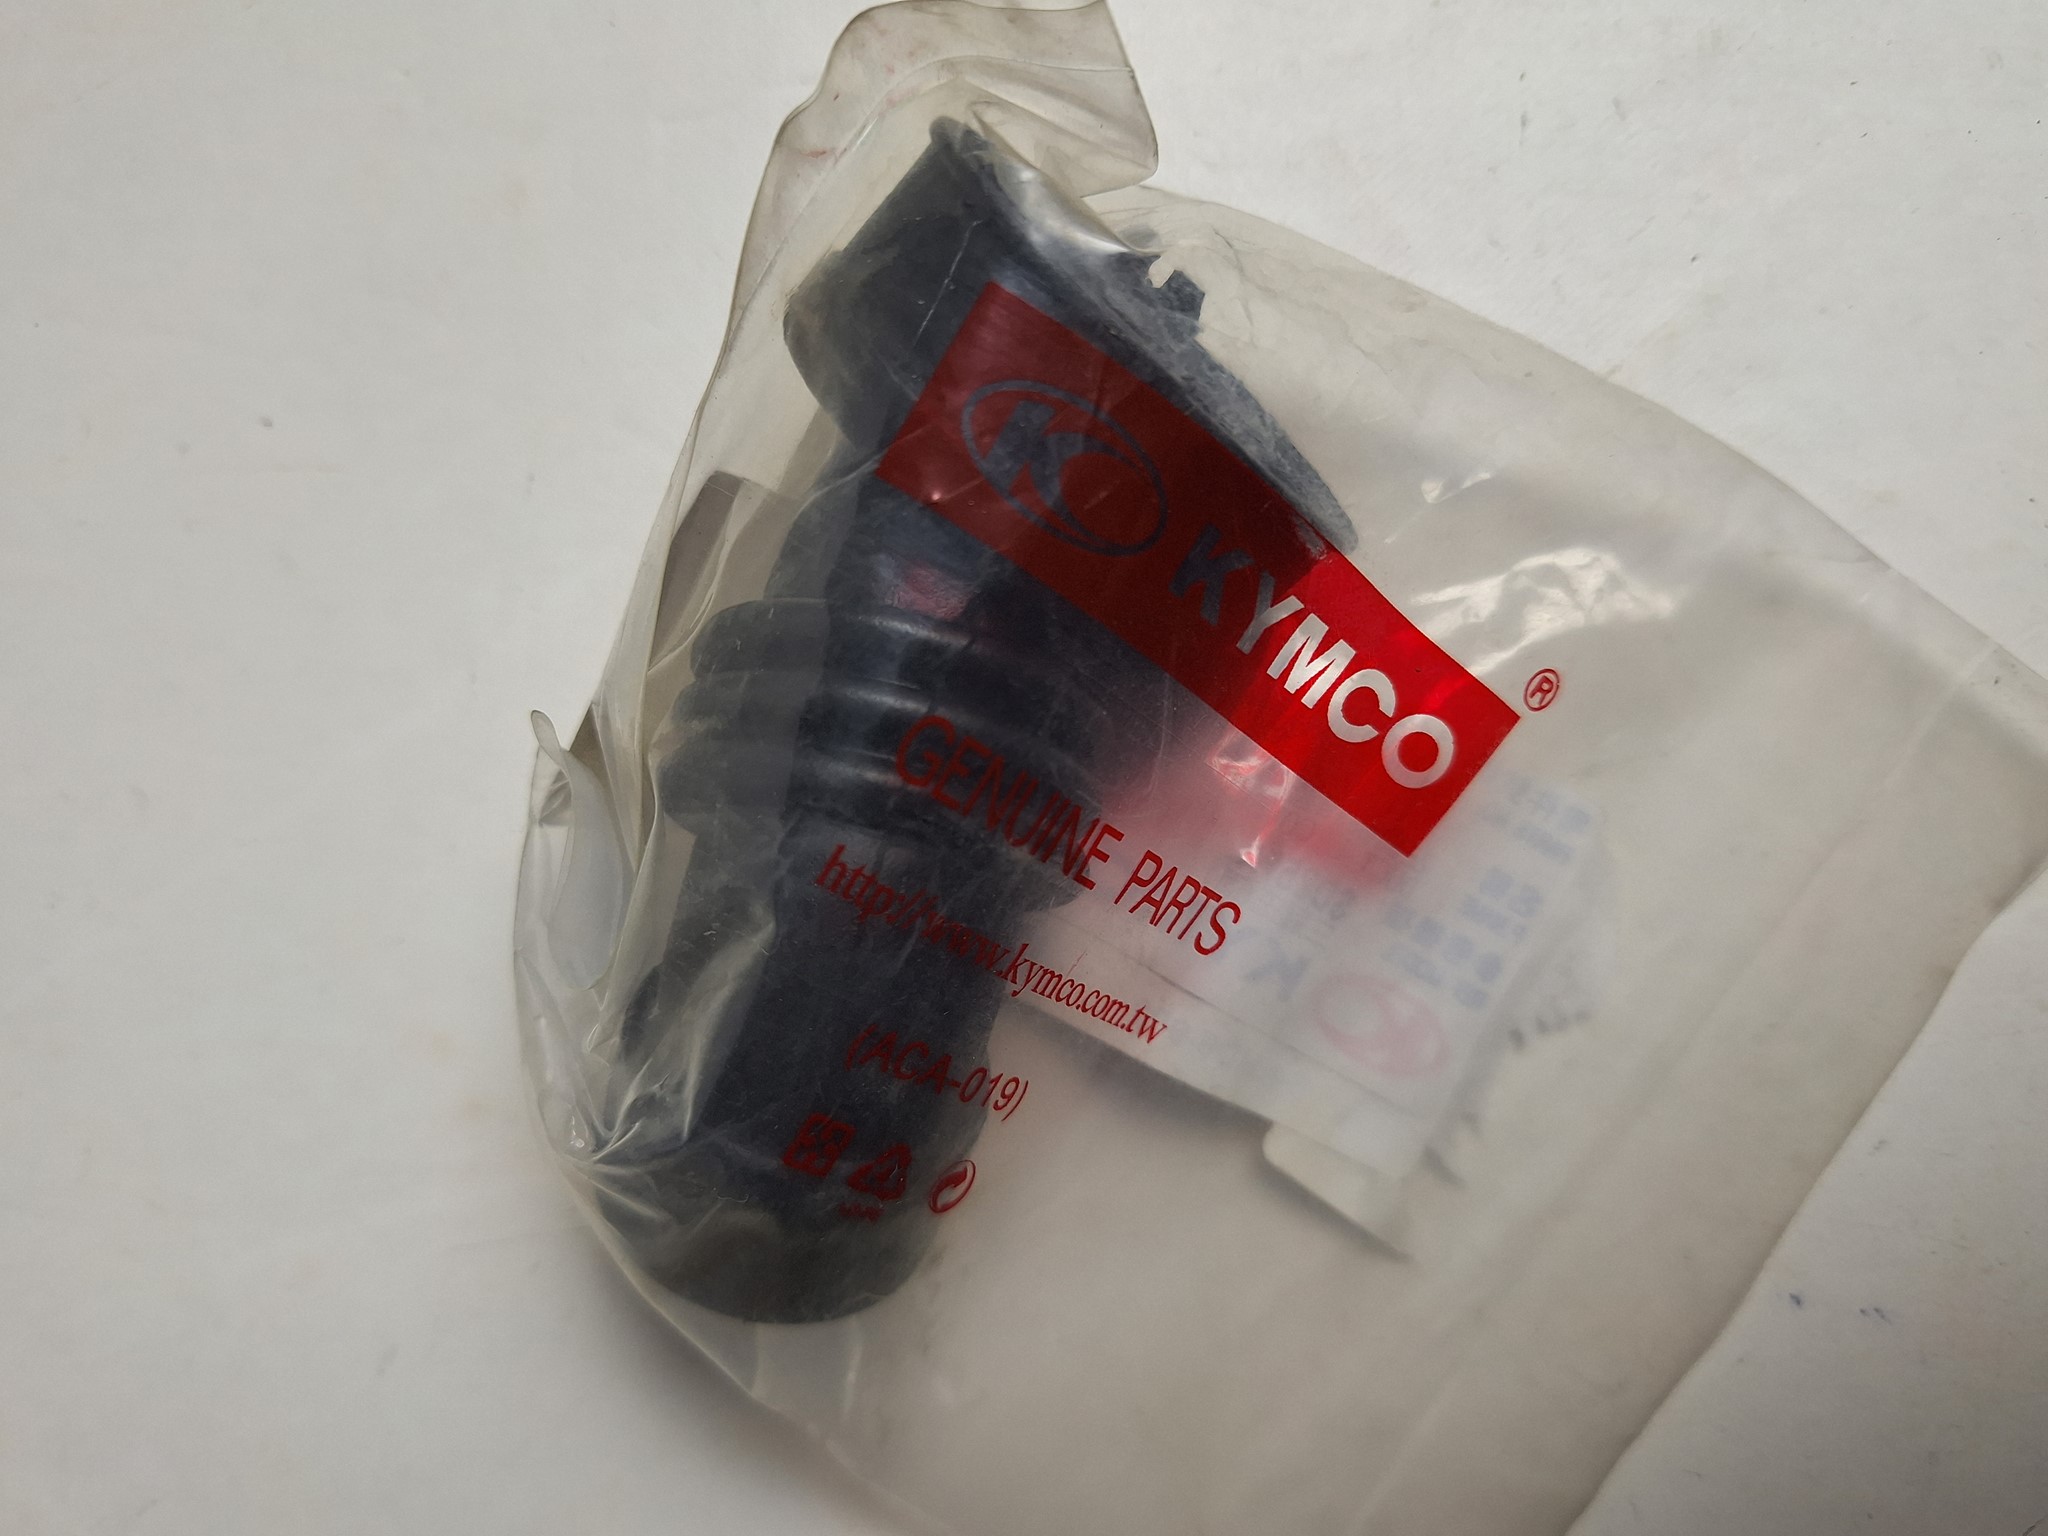 K KYMCO ®
GENUINE PARTS
http://www.kymco.com.tw
(ACA-019)